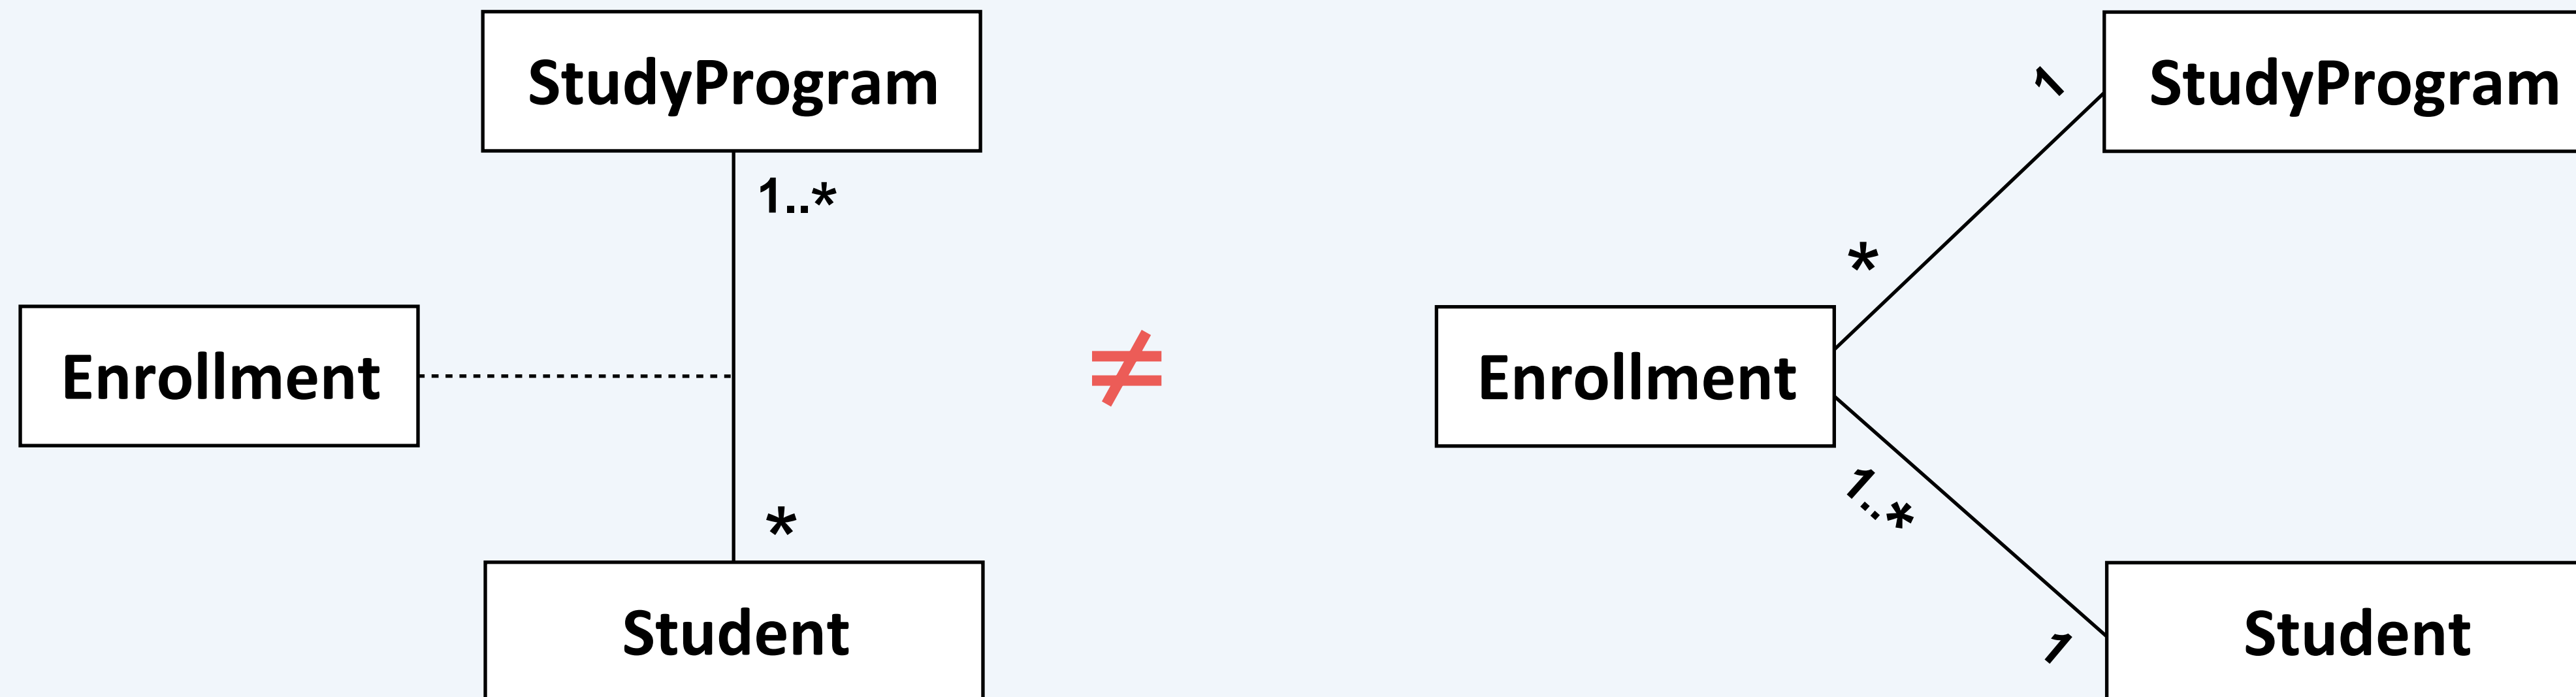 StudyProgram
1..*
Enrollment
*
Student
≠
StudyProgram
1
*
Enrollment
1..*
1
Student